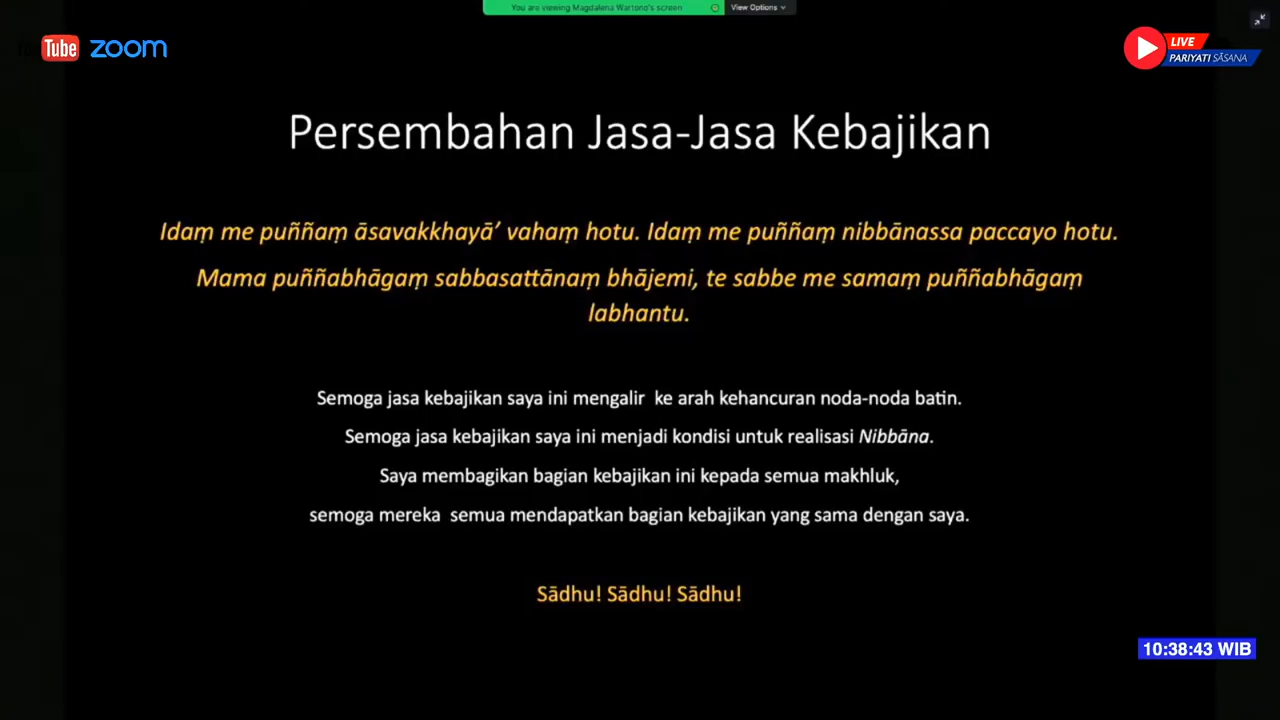 You are viewing Magdalena Wartono's screen View Options
Tube zoom
LIVE
PARIYATI SĀSANA
Persembahan Jasa-Jasa Kebajikan
Idaṃ me puññaṃ āsavakkhayā’ vahaṃ hotu. Idaṃ me puññaṃ nibbānassa paccayo hotu.
Mama puññabhāgaṃ sabbasattānaṃ bhājemi, te sabbe me samaṃ puññabhāgaṃ
labhantu.
Semoga jasa kebajikan saya ini mengalir ke arah kehancuran noda-noda batin.
Semoga jasa kebajikan saya ini menjadi kondisi untuk realisasi Nibbāna.
Saya membagikan bagian kebajikan ini kepada semua makhluk,
semoga mereka semua mendapatkan bagian kebajikan yang sama dengan saya.
Sādhu! Sādhu! Sādhu!
10:38:43 WIB